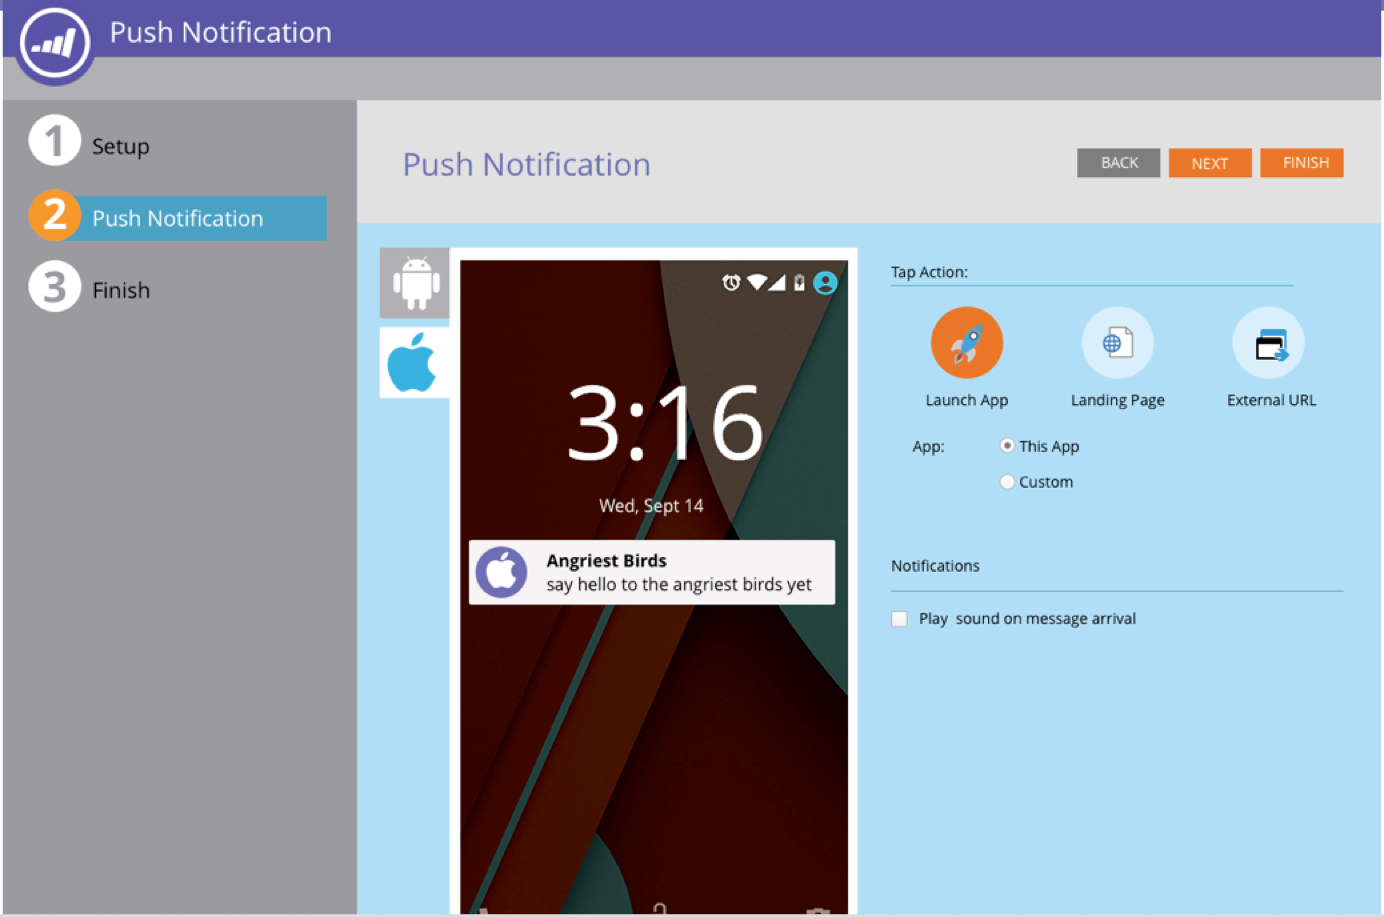 Push Notification
1 Setup
2 Push Notification
3 Finish
Push Notification
BACK
NEXT
FINISH
3:16
Wed, Sept 14
Angriest Birds
say hello to the angriest birds yet
Tap Action:
Launch App
Landing Page
External URL
App:
This App
Custom
Notifications
Play sound on message arrival